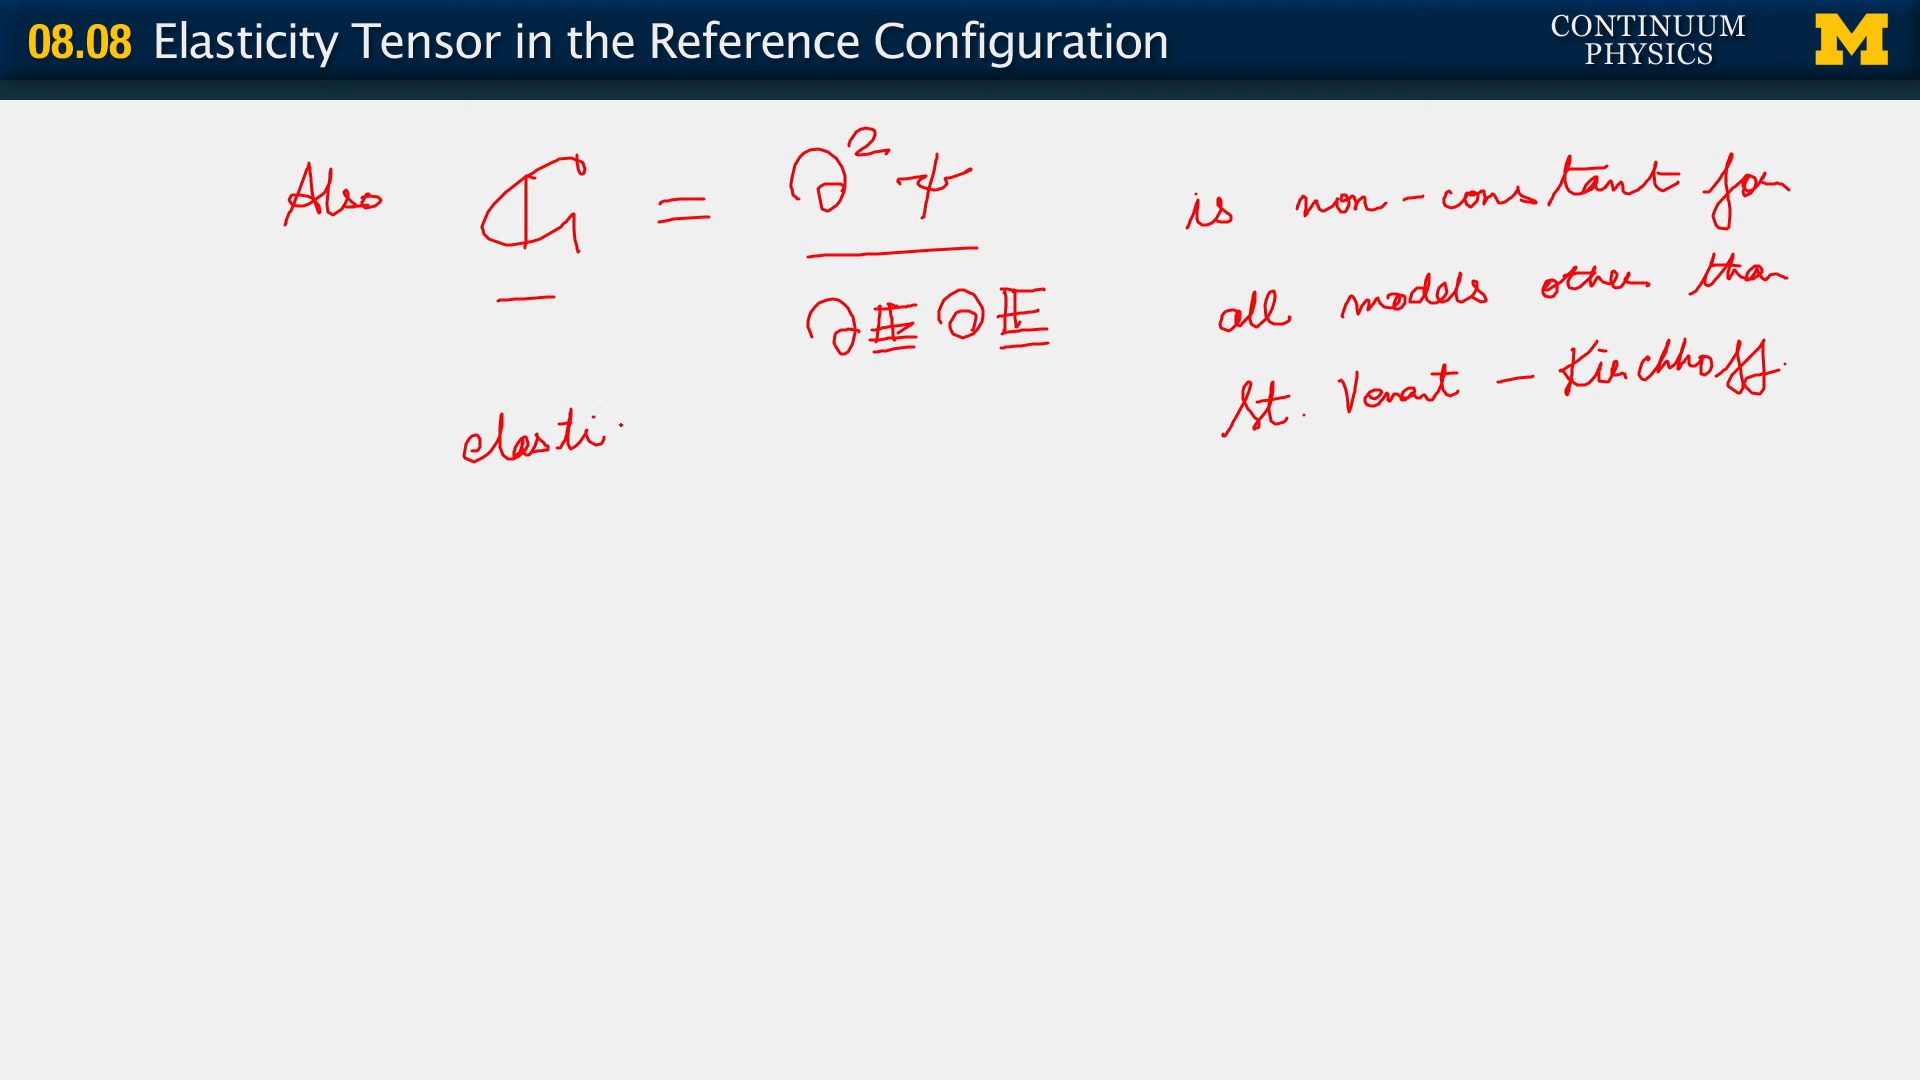 08.08 Elasticity Tensor in the Reference Configuration
CONTINUUM
PHYSICS
M
Also ℂ = ∂²ψ / ∂E ∂E
is non-constant for
all models other than
St. Venant - Kirchhoff.
elasti